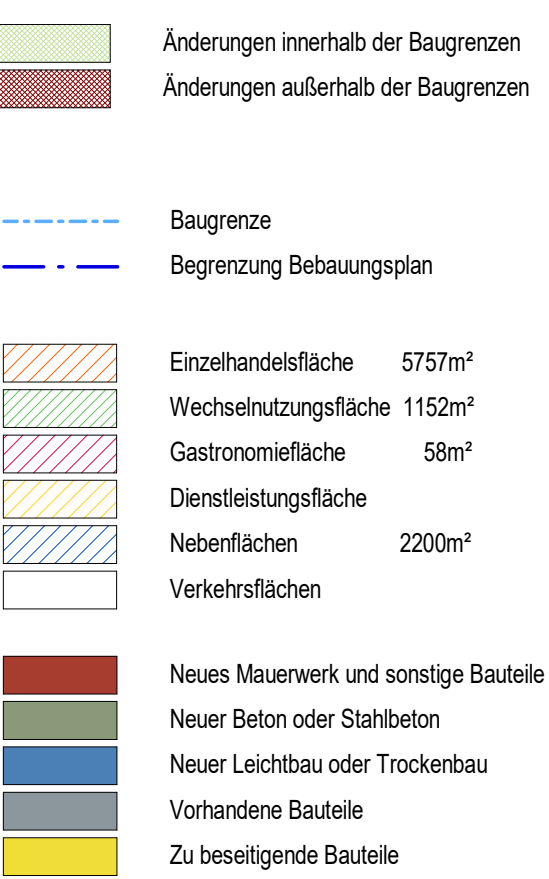 Änderungen innerhalb der Baugrenzen
Änderungen außerhalb der Baugrenzen
Baugrenze
Begrenzung Bebauungsplan
Einzelhandelsfläche 5757m²
Wechselnutzungsfläche 1152m²
Gastronomiefläche 58m²
Dienstleistungsfläche
Nebenflächen 2200m²
Verkehrsflächen
Neues Mauerwerk und sonstige Bauteile
Neuer Beton oder Stahlbeton
Neuer Leichtbau oder Trockenbau
Vorhandene Bauteile
Zu beseitigende Bauteile